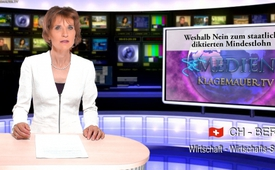 Weshalb Nein zum staatlich
diktierten Mindestlohn
MEDIEN
KLAGEMAUER.TV
CH - BER
Wirtschaft - Wirtschafts-S